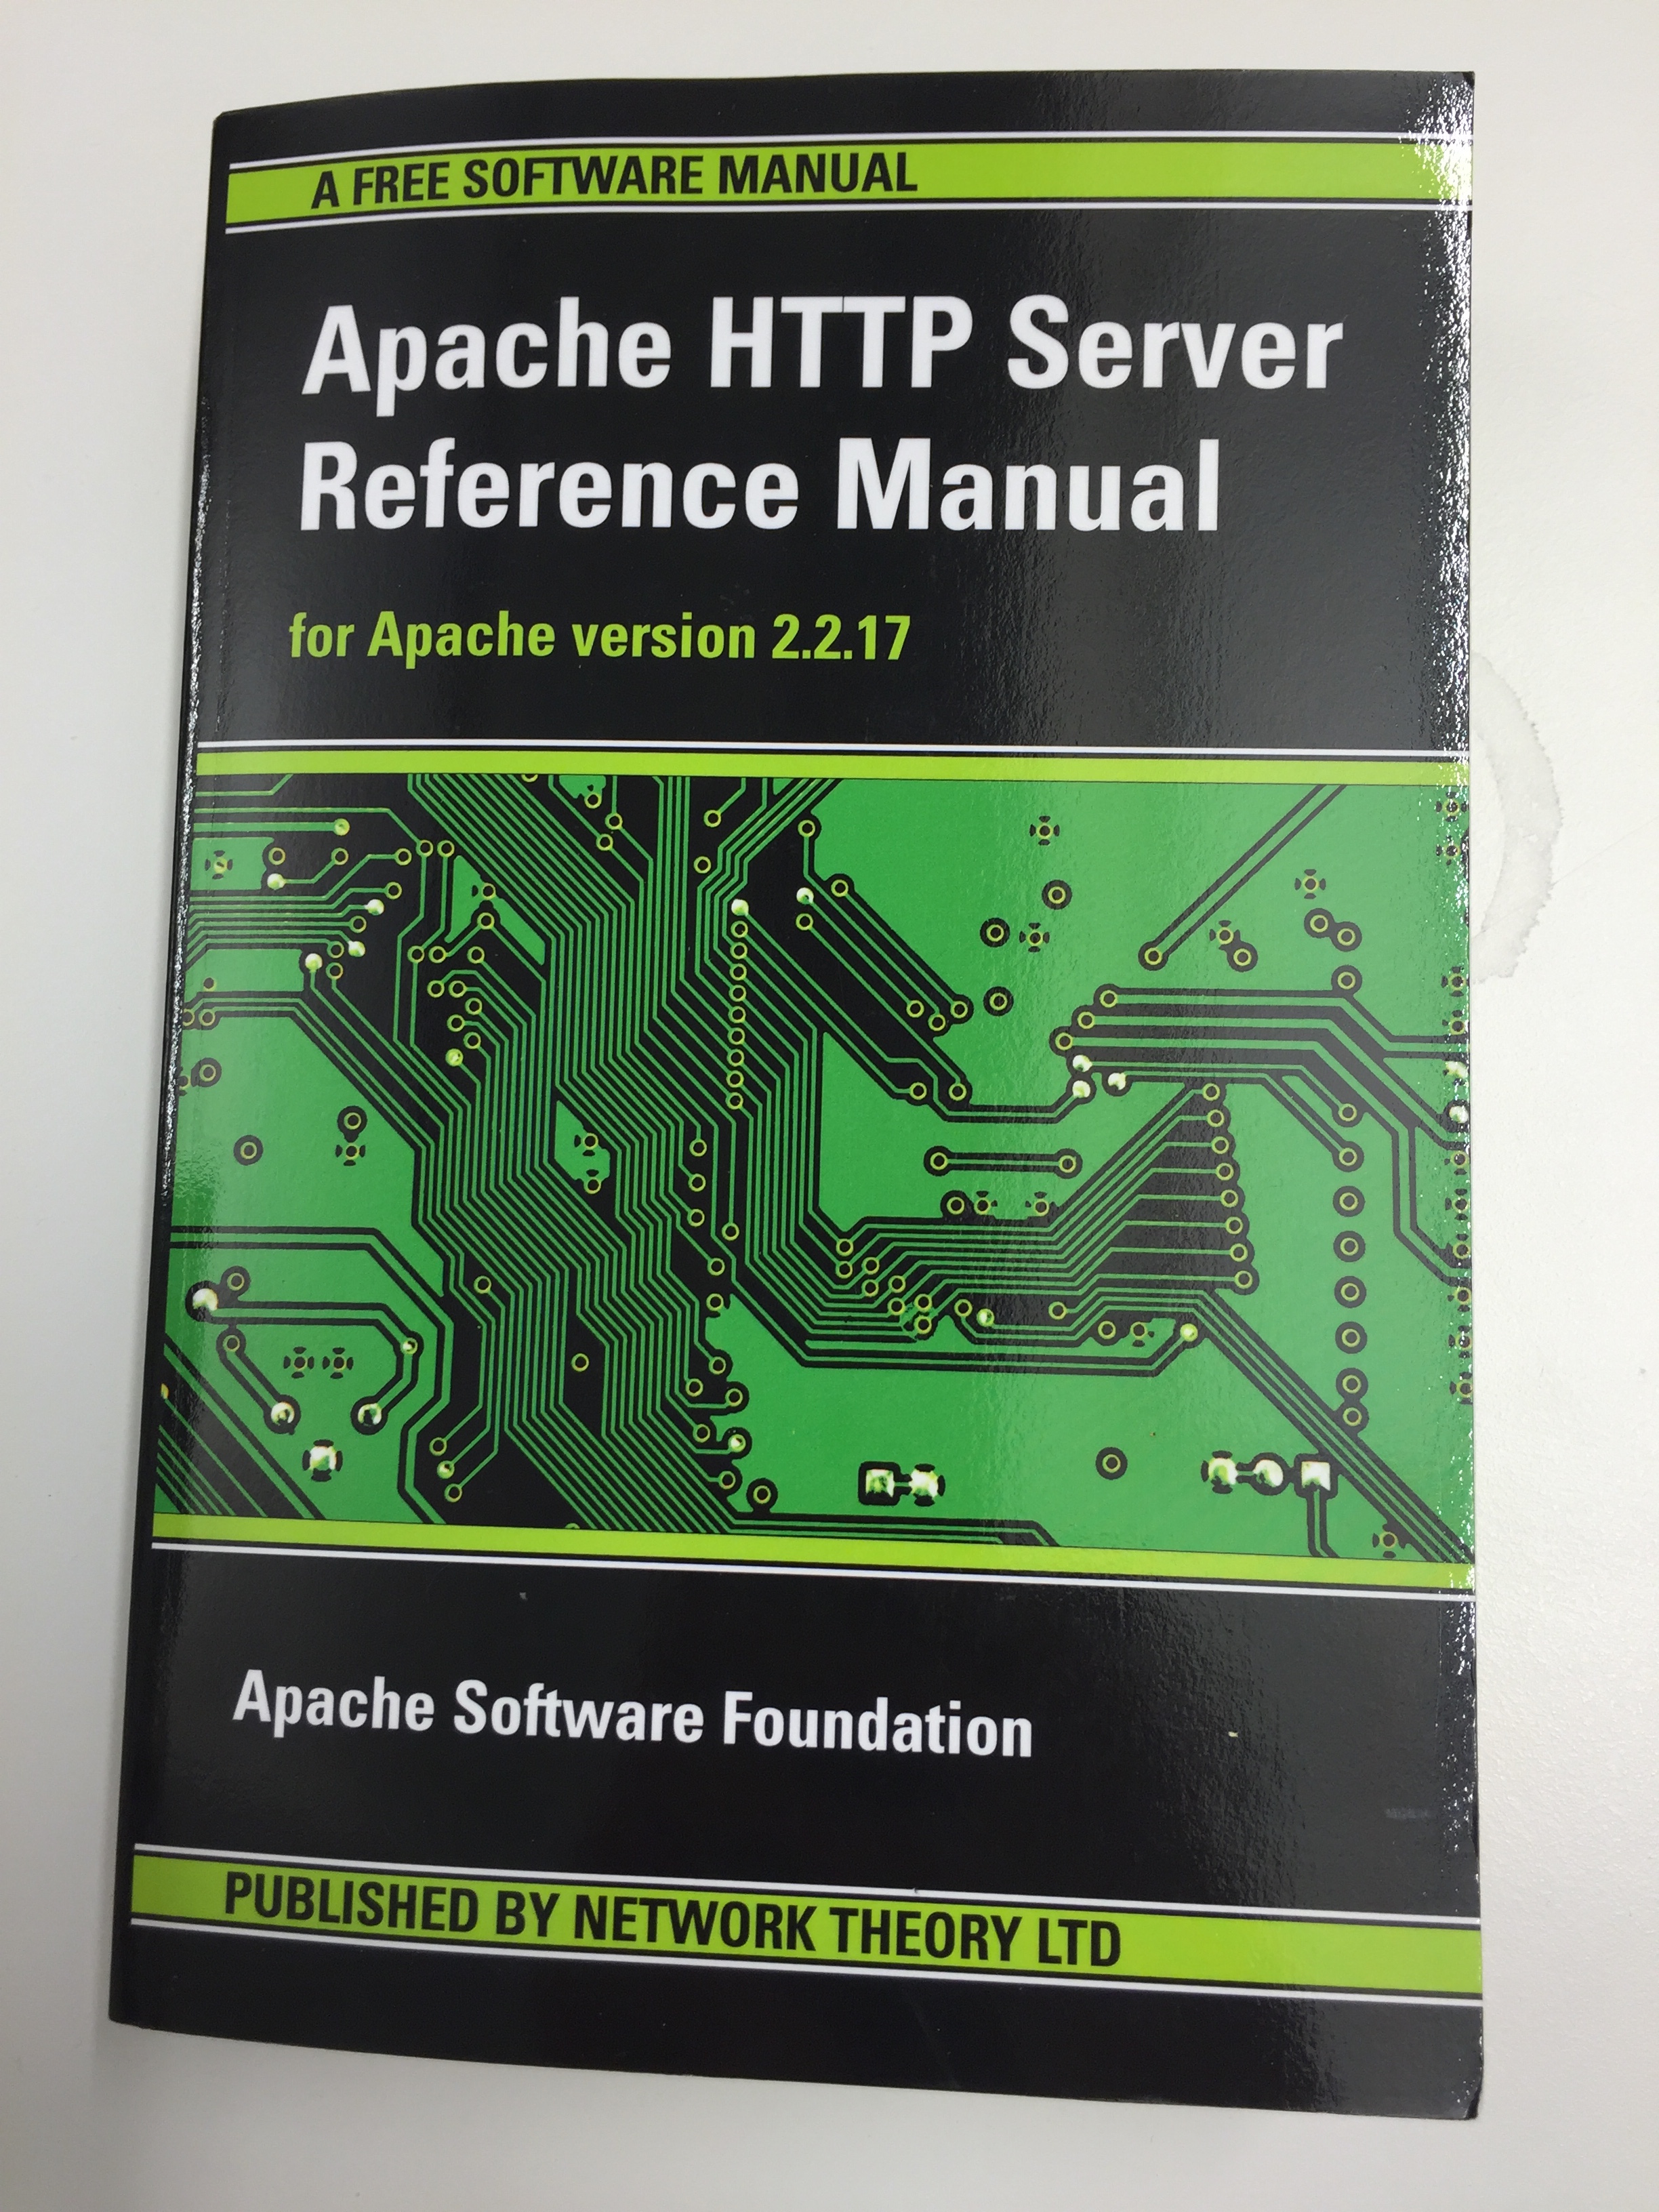 A FREE SOFTWARE MANUAL
Apache HTTP Server
Reference Manual
for Apache version 2.2.17
Apache Software Foundation
PUBLISHED BY NETWORK THEORY LTD